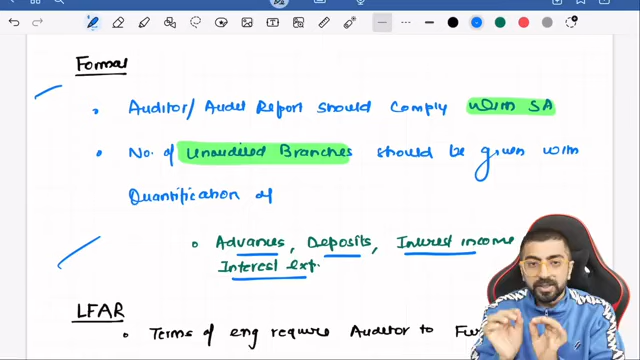 Format
• Auditor/ Audit Report should comply with SA
• No. of Unaudited Branches should be given with
Quantification of
• Advances, Deposits, Interest income
Interest exp.
LFAR
• Terms of eng require Auditor to